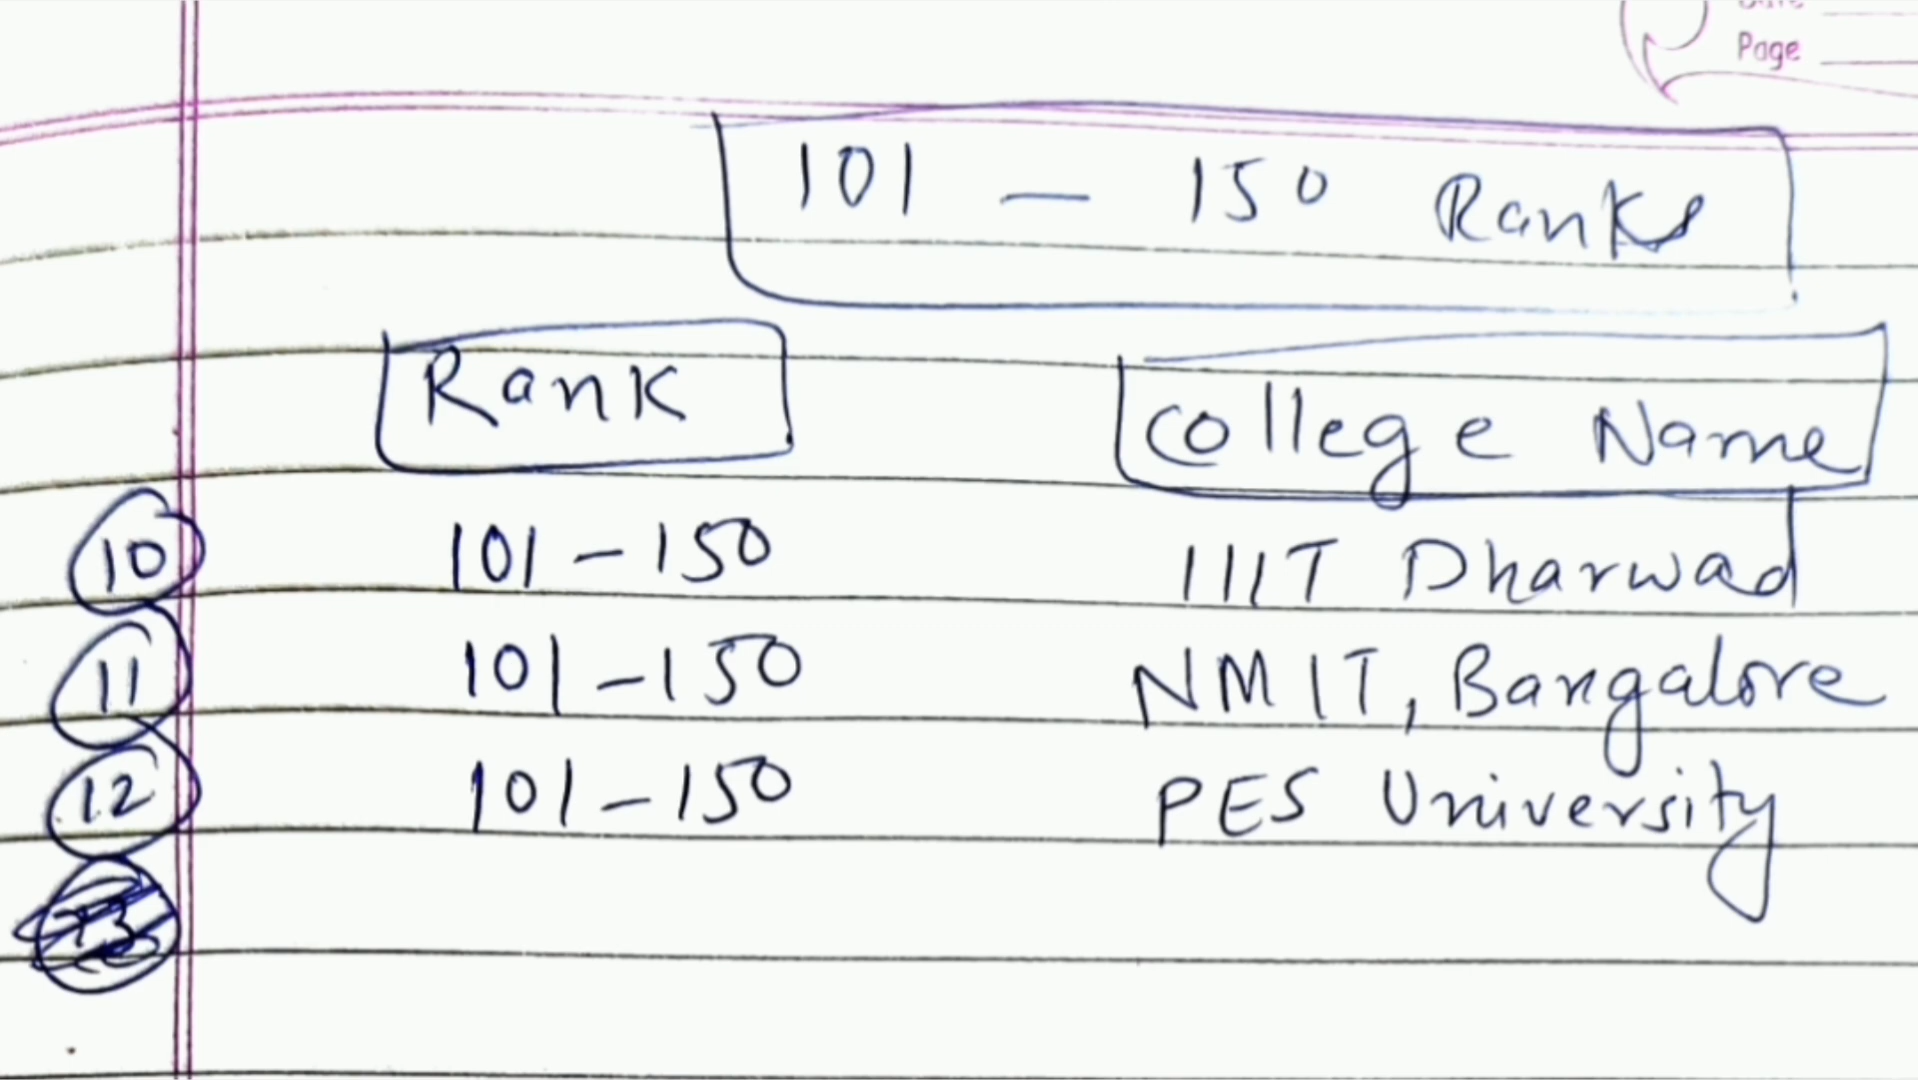 Page
101 – 150 Ranks
Rank College Name
10 101 – 150 IIIT Dharwad
11 101 – 150 NMIT, Bangalore
12 101 – 150 PES University